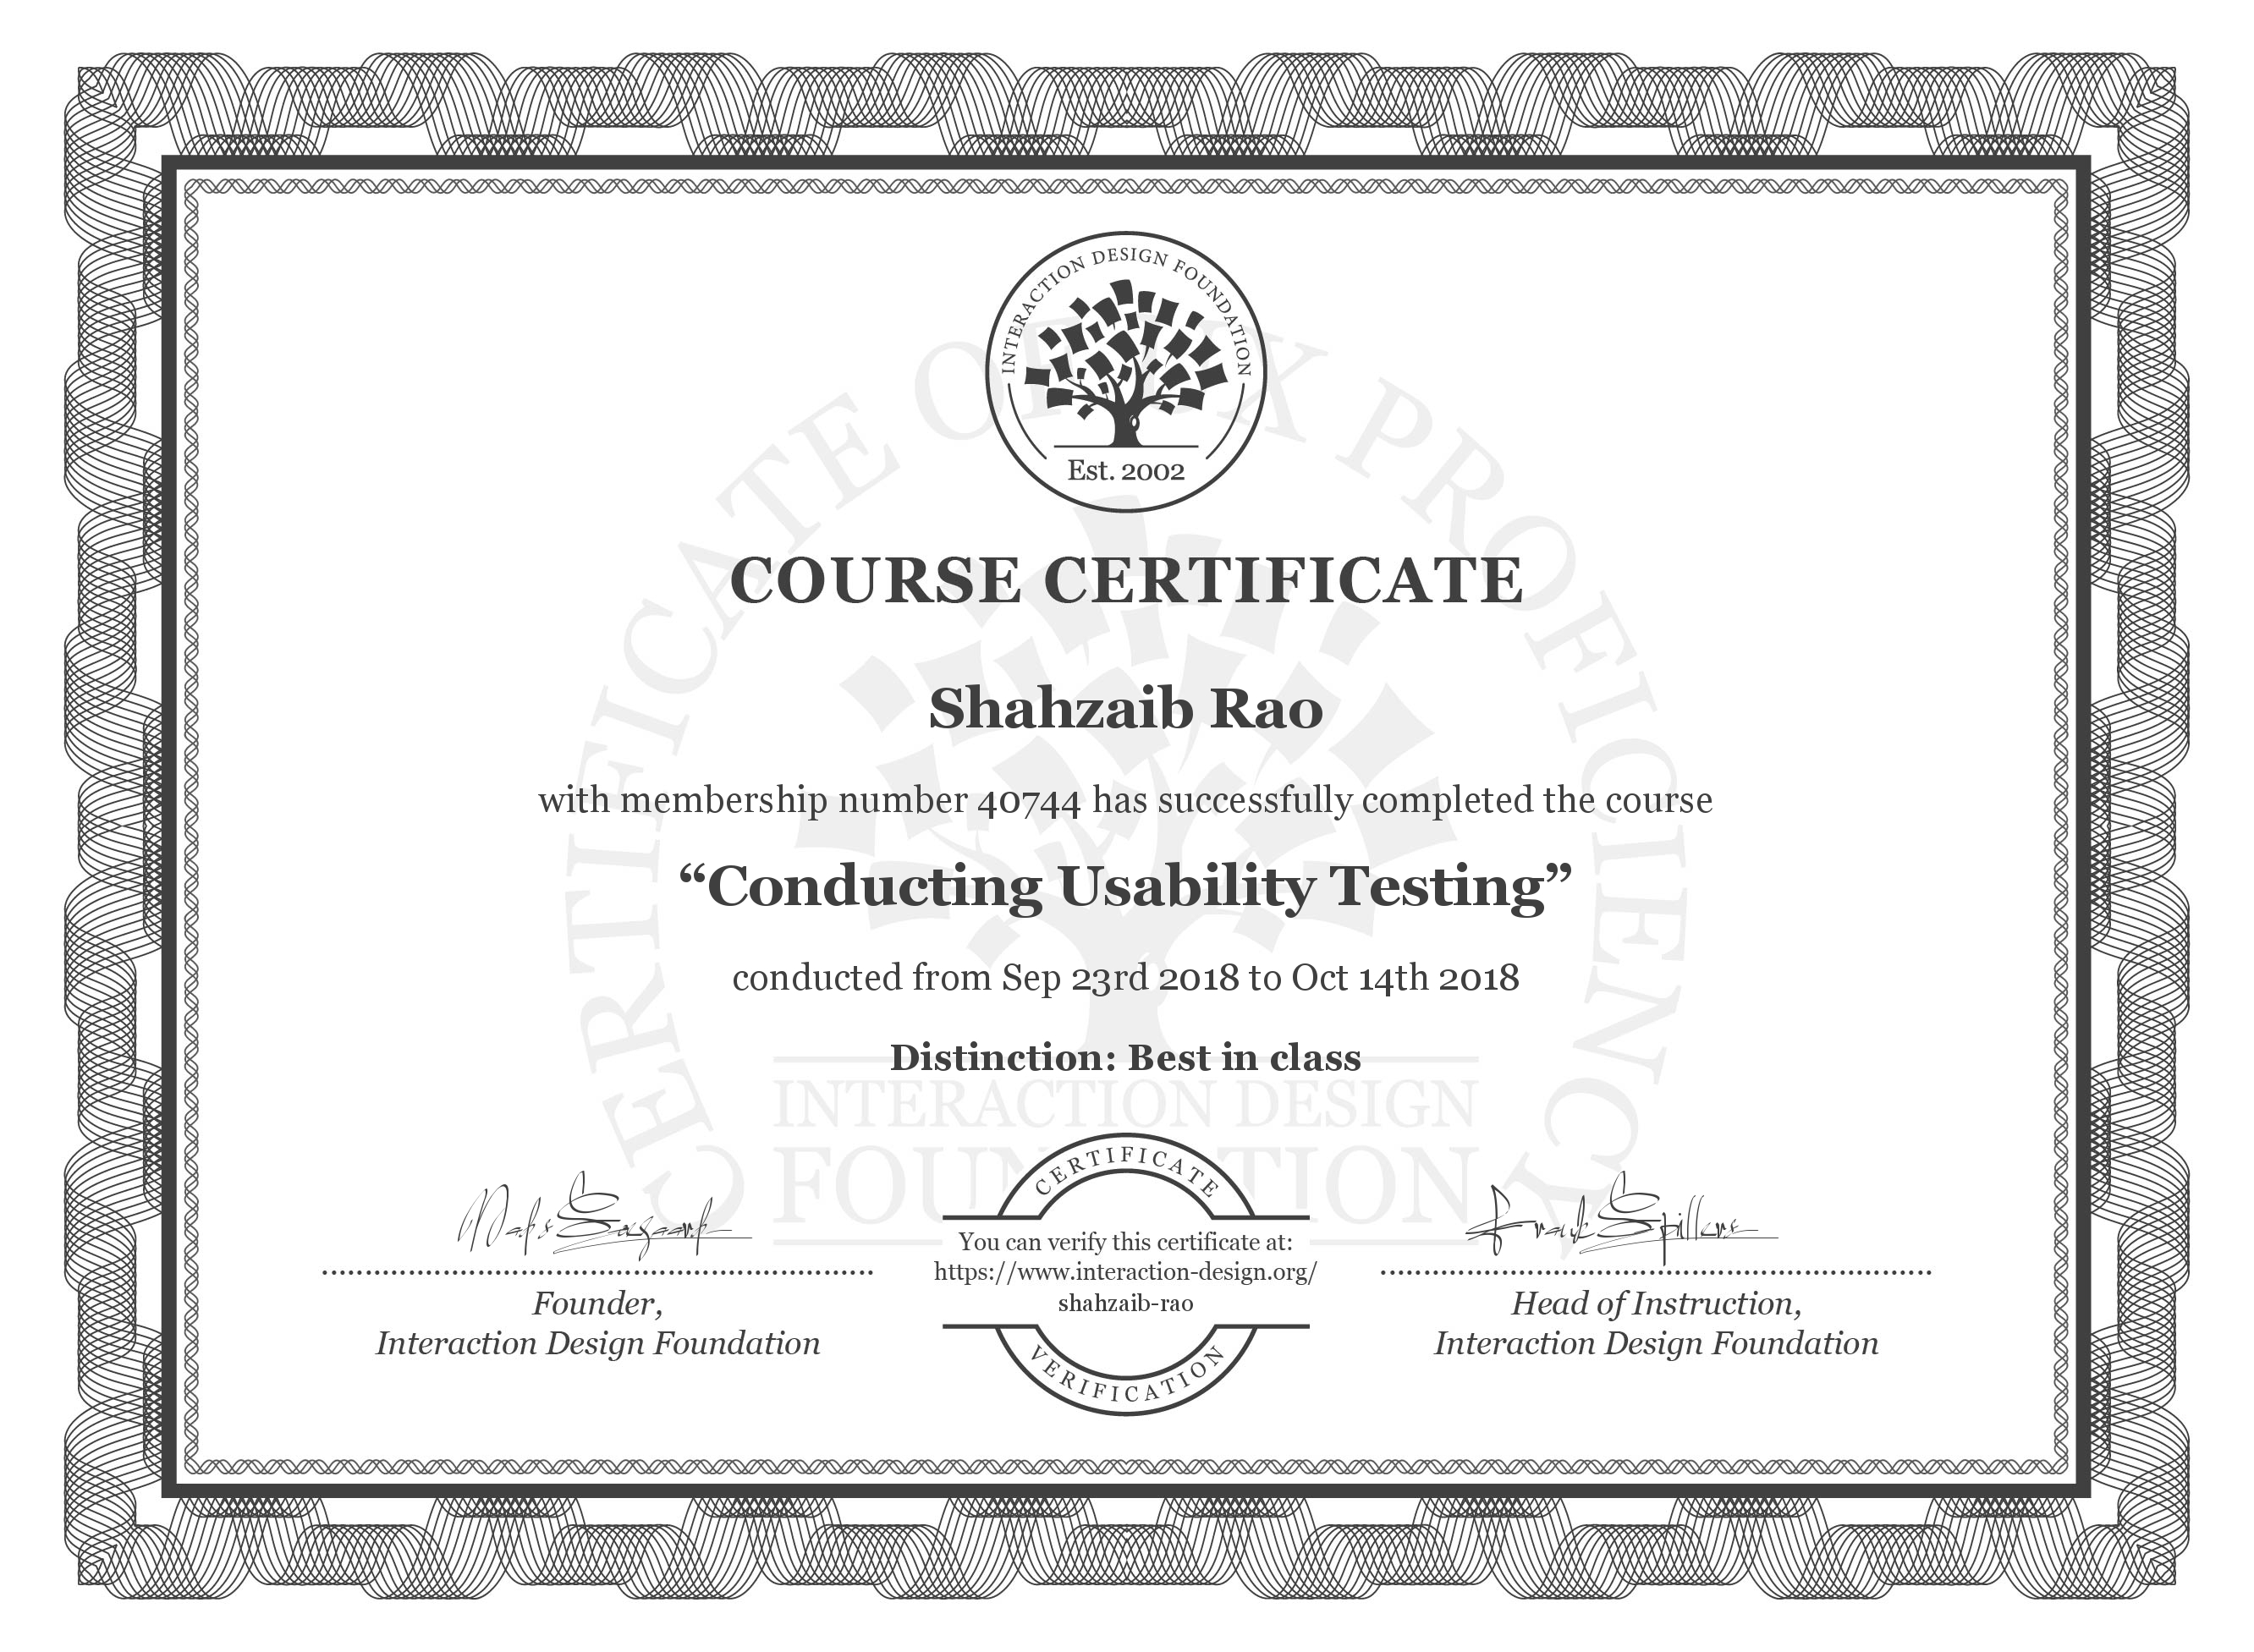 INTERACTION DESIGN FOUNDATION
Est. 2002
CERTIFICATE OF UX PROFICIENCY
COURSE CERTIFICATE
Shahzaib Rao
with membership number 40744 has successfully completed the course
“Conducting Usability Testing”
conducted from Sep 23rd 2018 to Oct 14th 2018
Distinction: Best in class
INTERACTION DESIGN
FOUNDATION
Mads Soegaard
Founder,
Interaction Design Foundation
CERTIFICATE
You can verify this certificate at:
https://www.interaction-design.org/
shahzaib-rao
VERIFICATION
Frank Spillers
Head of Instruction,
Interaction Design Foundation